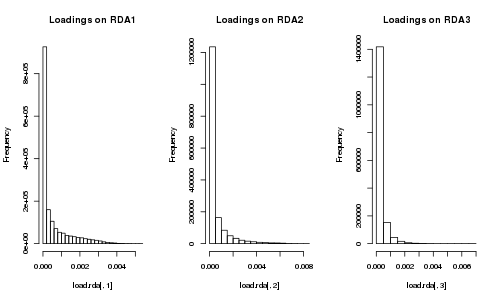 Loadings on RDA1
Frequency
0e+00
2e+05
4e+05
6e+05
8e+05
0.000
0.002
0.004
load.rda[, 1]
Loadings on RDA2
Frequency
0
200000
400000
600000
800000
1200000
0.000
0.004
0.008
load.rda[, 2]
Loadings on RDA3
Frequency
0
200000
600000
1000000
1400000
0.000
0.002
0.004
0.006
load.rda[, 3]